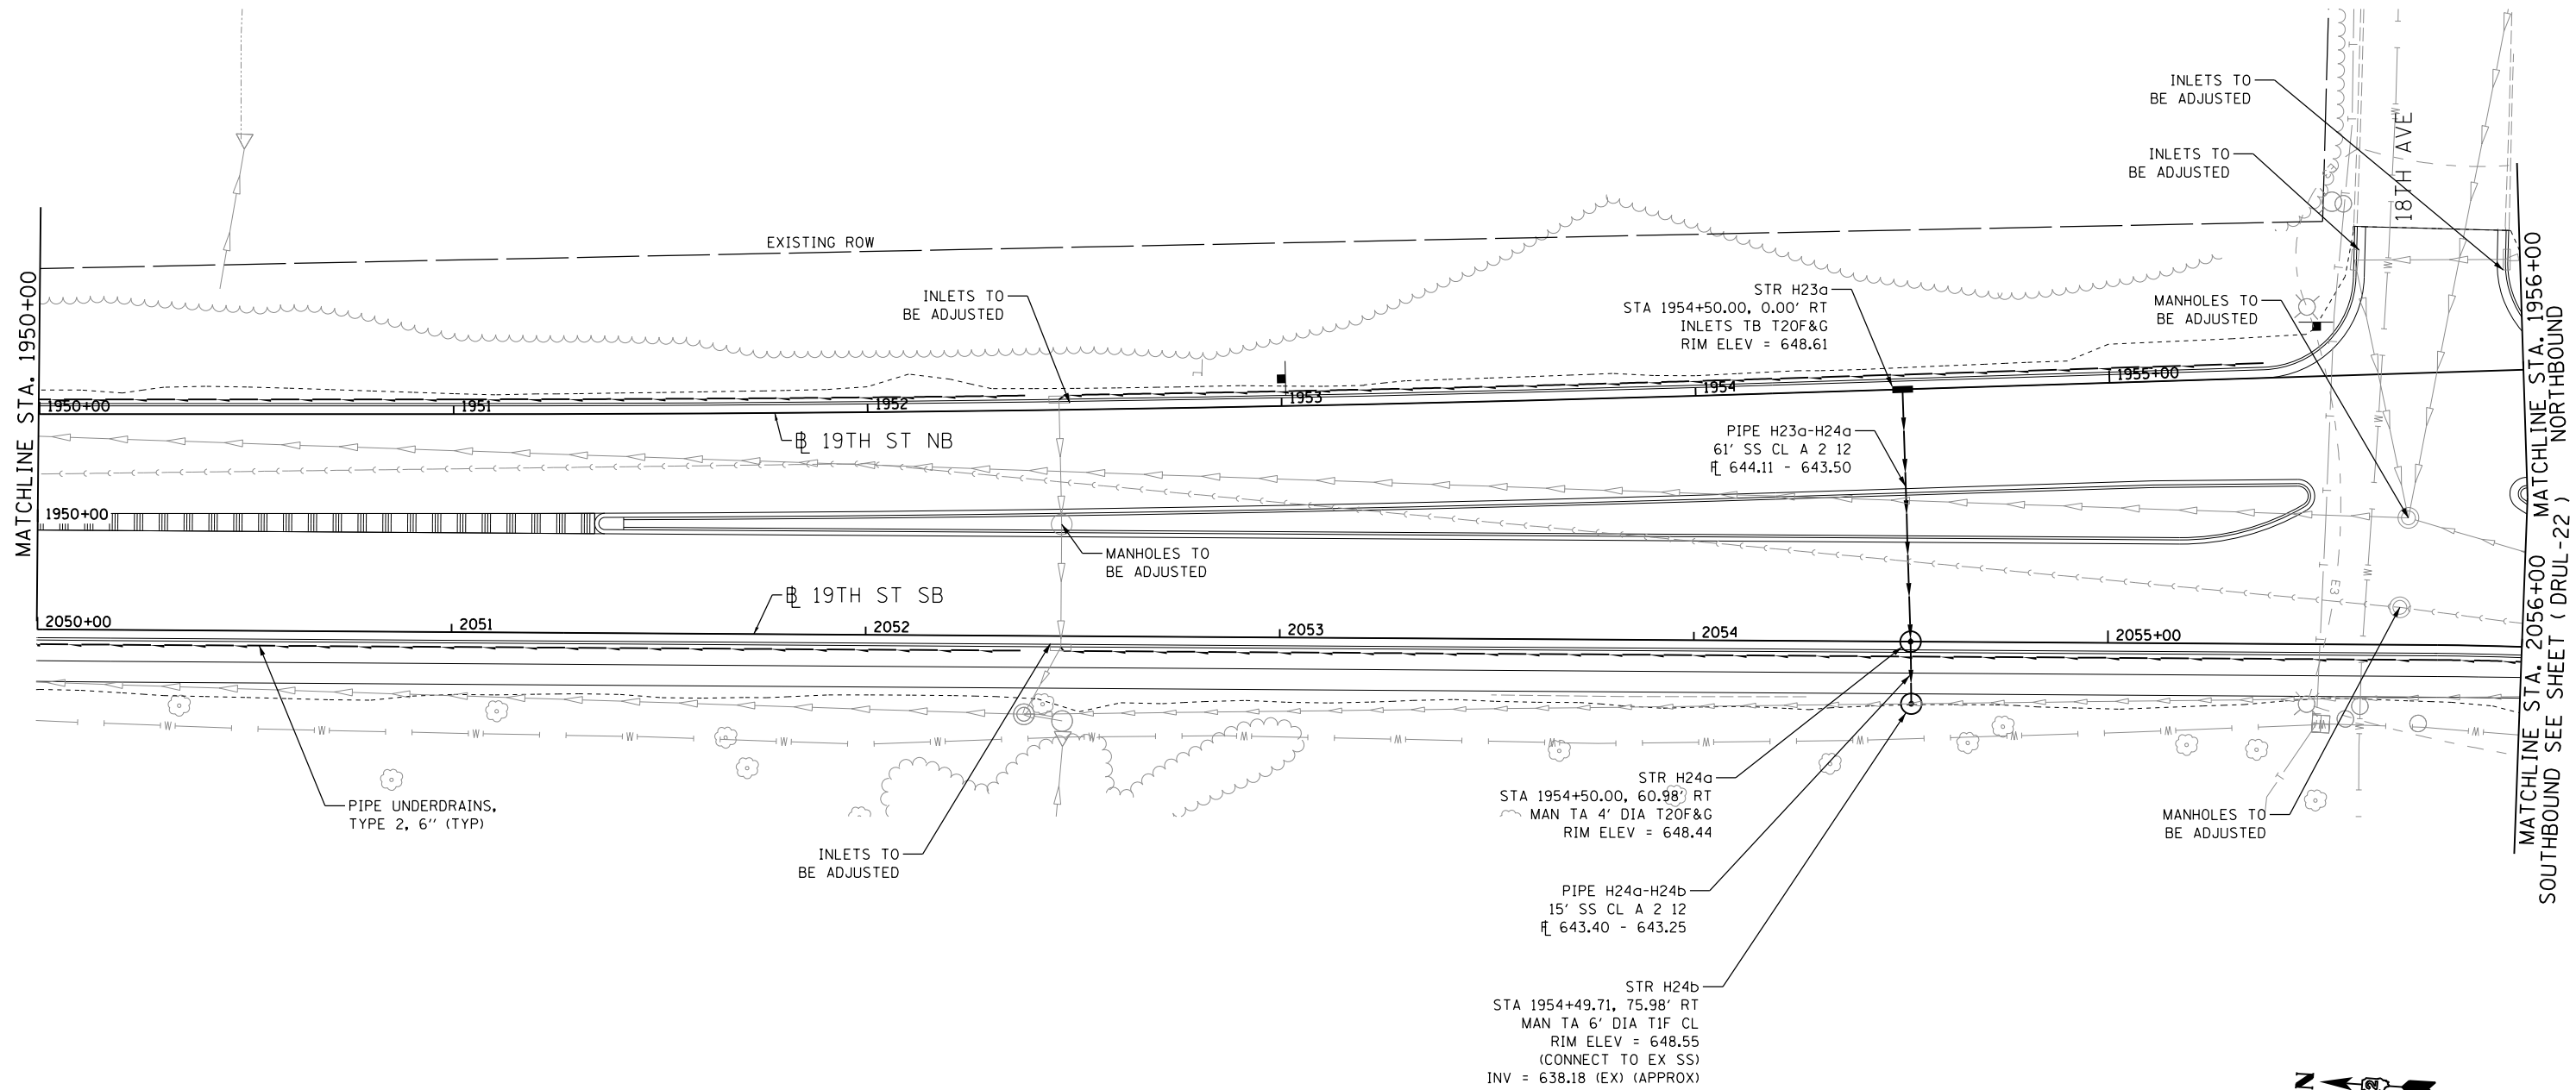 INLETS TO
BE ADJUSTED
INLETS TO
BE ADJUSTED
18TH AVE
EXISTING ROW
INLETS TO
BE ADJUSTED
STR H23a
STA 1954+50.00, 0.00' RT
INLETS TB T20F&G
RIM ELEV = 648.61
MANHOLES TO
BE ADJUSTED
MATCHLINE STA. 1950+00
1950+00
1951
1952
1953
1954
1955+00
℄ 19TH ST NB
PIPE H23a-H24a
61' SS CL A 2 12
FL 644.11 - 643.50
1950+00
MANHOLES TO
BE ADJUSTED
℄ 19TH ST SB
2050+00
2051
2052
2053
2054
2055+00
MATCHLINE STA. 1956+00
NORTHBOUND
MATCHLINE STA. 2056+00
SOUTHBOUND SEE SHEET (DRUL-22)
PIPE UNDERDRAINS,
TYPE 2, 6" (TYP)
INLETS TO
BE ADJUSTED
STR H24a
STA 1954+50.00, 60.98' RT
MAN TA 4' DIA T20F&G
RIM ELEV = 648.44
MANHOLES TO
BE ADJUSTED
PIPE H24a-H24b
15' SS CL A 2 12
FL 643.40 - 643.25
STR H24b
STA 1954+49.71, 75.98' RT
MAN TA 6' DIA T1F CL
RIM ELEV = 648.55
(CONNECT TO EX SS)
INV = 638.18 (EX) (APPROX)
N